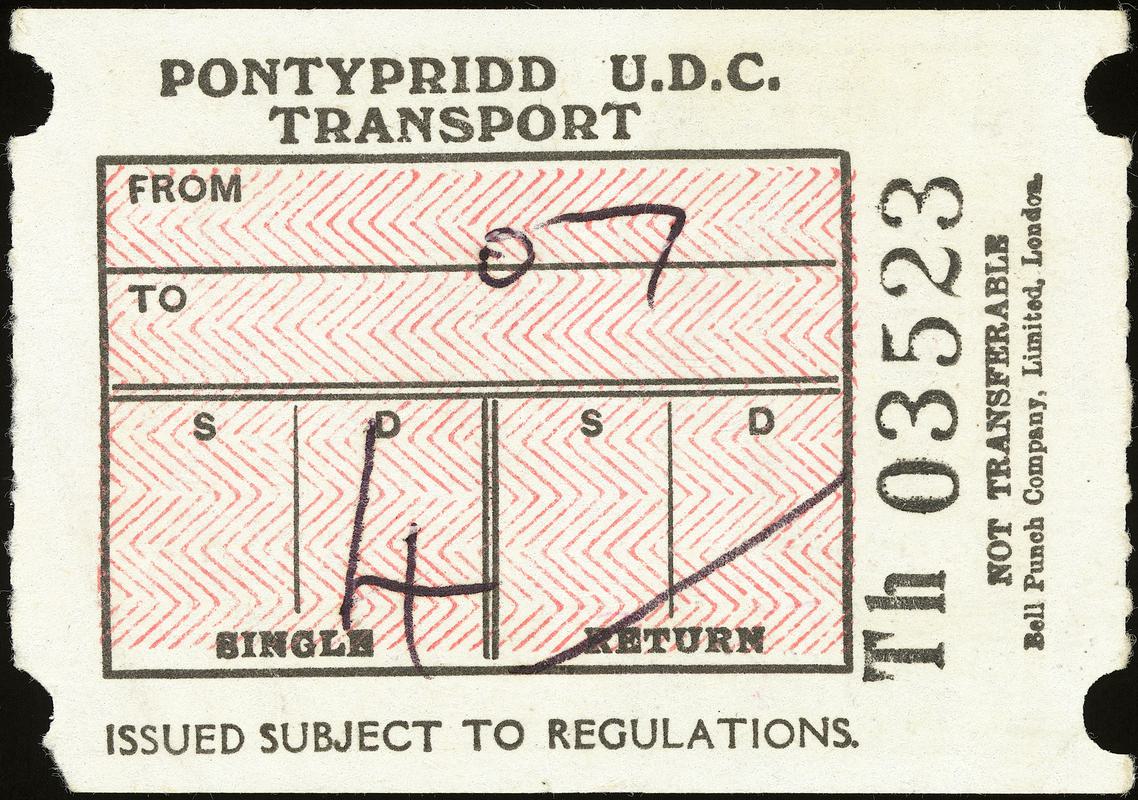 PONTYPRIDD U.D.C.
TRANSPORT
FROM
07
TO
S D S D
4
SINGLE RETURN
ISSUED SUBJECT TO REGULATIONS.
Th 03523
NOT TRANSFERABLE
Bell Punch Company, Limited, London.